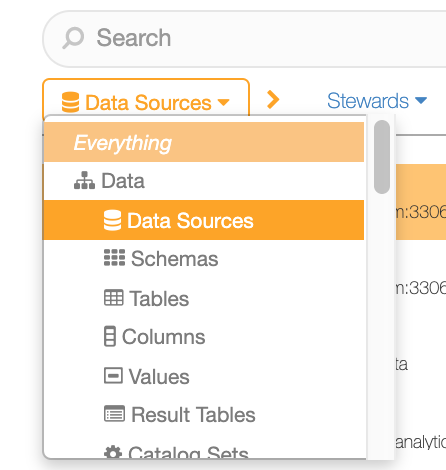 Search
Data Sources
Stewards
Everything
Data
Data Sources
m:3306
Schemas
Tables
m:3306
Columns
ta
Values
Result Tables
analytic
Catalog Sets